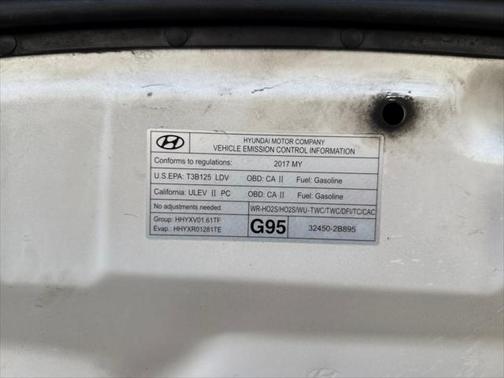 HYUNDAI MOTOR COMPANY
VEHICLE EMISSION CONTROL INFORMATION
Conforms to regulations: 2017 MY
U.S.EPA: T3B125 LDV OBD: CA II Fuel: Gasoline
California: ULEV II PC OBD: CA II Fuel: Gasoline
No adjustments needed. WR-HO2S/HO2S/WU-TWC/TWC/DFI/TC/CAC
Group: HHYXV01.61TF
Evap.: HHYXR01281TE
G95 32450-2B895